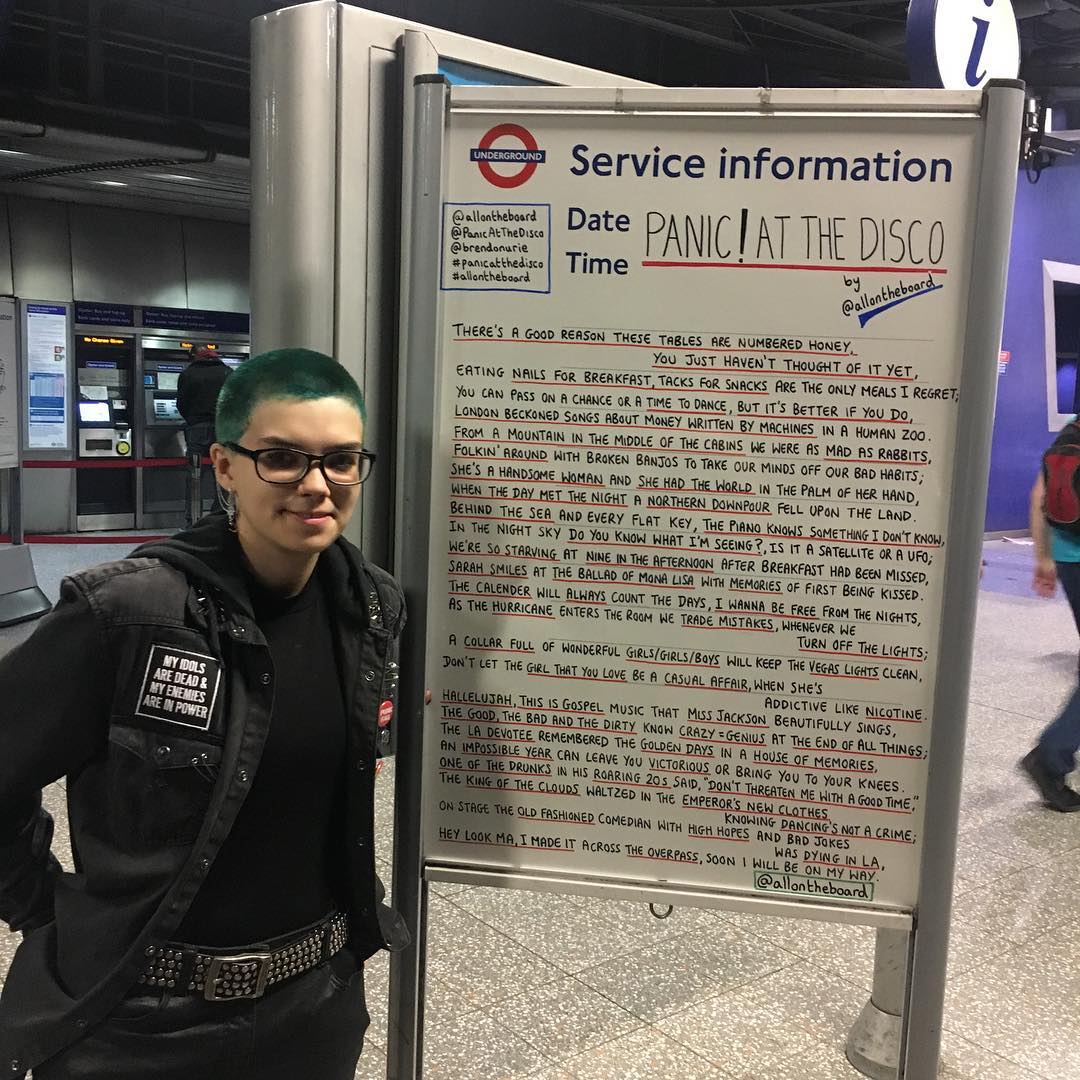 i
UNDERGROUND
Service information
@allontheboard
@PanicAtTheDisco
@brendonurie
#panicatthedisco
#allontheboard
Date
Time
PANIC! AT THE DISCO
by
@allontheboard
THERE'S A GOOD REASON THESE TABLES ARE NUMBERED HONEY,
YOU JUST HAVEN'T THOUGHT OF IT YET,
EATING NAILS FOR BREAKFAST, TACKS FOR SNACKS ARE THE ONLY MEALS I REGRET;
YOU CAN PASS ON A CHANCE OR A TIME TO DANCE, BUT IT'S BETTER IF YOU DO,
LONDON BECKONED SONGS ABOUT MONEY WRITTEN BY MACHINES IN A HUMAN ZOO.
FROM A MOUNTAIN IN THE MIDDLE OF THE CABINS WE WERE AS MAD AS RABBITS,
FOLKIN' AROUND WITH BROKEN BANJOS TO TAKE OUR MINDS OFF OUR BAD HABITS;
SHE'S A HANDSOME WOMAN AND SHE HAD THE WORLD IN THE PALM OF HER HAND,
WHEN THE DAY MET THE NIGHT A NORTHERN DOWNPOUR FELL UPON THE LAND.
BEHIND THE SEA AND EVERY FLAT KEY, THE PIANO KNOWS SOMETHING I DON'T KNOW,
IN THE NIGHT SKY DO YOU KNOW WHAT I'M SEEING?, IS IT A SATELLITE OR A UFO;
WE'RE SO STARVING AT NINE IN THE AFTERNOON AFTER BREAKFAST HAD BEEN MISSED,
SARAH SMILES AT THE BALLAD OF MONA LISA WITH MEMORIES OF FIRST BEING KISSED.
THE CALENDER WILL ALWAYS COUNT THE DAYS, I WANNA BE FREE FROM THE NIGHTS,
AS THE HURRICANE ENTERS THE ROOM WE TRADE MISTAKES, WHENEVER WE
TURN OFF THE LIGHTS;
A COLLAR FULL OF WONDERFUL GIRLS/GIRLS/BOYS WILL KEEP THE VEGAS LIGHTS CLEAN,
DON'T LET THE GIRL THAT YOU LOVE BE A CASUAL AFFAIR, WHEN SHE'S
ADDICTIVE LIKE NICOTINE.
HALLELUJAH, THIS IS GOSPEL MUSIC THAT MISS JACKSON BEAUTIFULLY SINGS,
THE GOOD, THE BAD AND THE DIRTY KNOW CRAZY=GENIUS AT THE END OF ALL THINGS;
THE LA DEVOTEE REMEMBERED THE GOLDEN DAYS IN A HOUSE OF MEMORIES,
AN IMPOSSIBLE YEAR CAN LEAVE YOU VICTORIOUS OR BRING YOU TO YOUR KNEES.
ONE OF THE DRUNKS IN HIS ROARING 20s SAID, "DON'T THREATEN ME WITH A GOOD TIME,"
THE KING OF THE CLOUDS WALTZED IN THE EMPEROR'S NEW CLOTHES
KNOWING DANCING'S NOT A CRIME;
ON STAGE THE OLD FASHIONED COMEDIAN WITH HIGH HOPES AND BAD JOKES
WAS DYING IN LA,
HEY LOOK MA, I MADE IT ACROSS THE OVERPASS, SOON I WILL BE ON MY WAY.
@allontheboard
MY IDOLS
ARE DEAD &
MY ENEMIES
ARE IN POWER
No Change Given